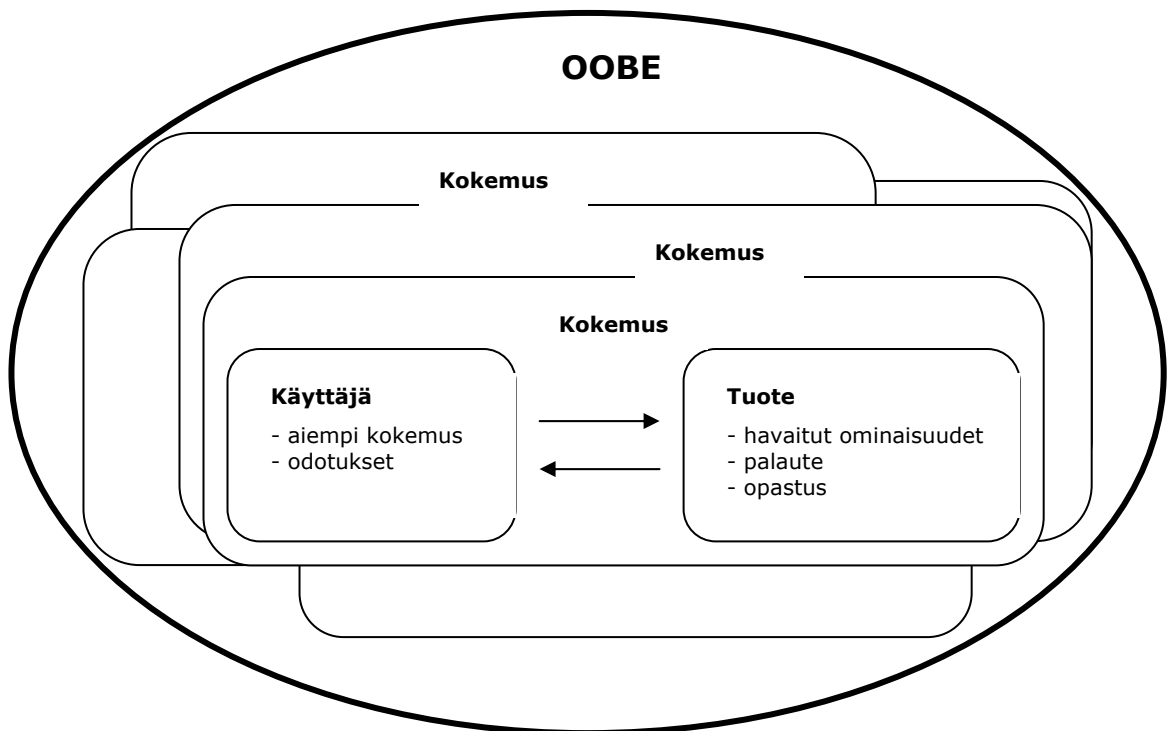 OOBE
Kokemus
Kokemus
Kokemus
Käyttäjä
- aiempi kokemus
- odotukset
Tuote
- havaitut ominaisuudet
- palaute
- opastus